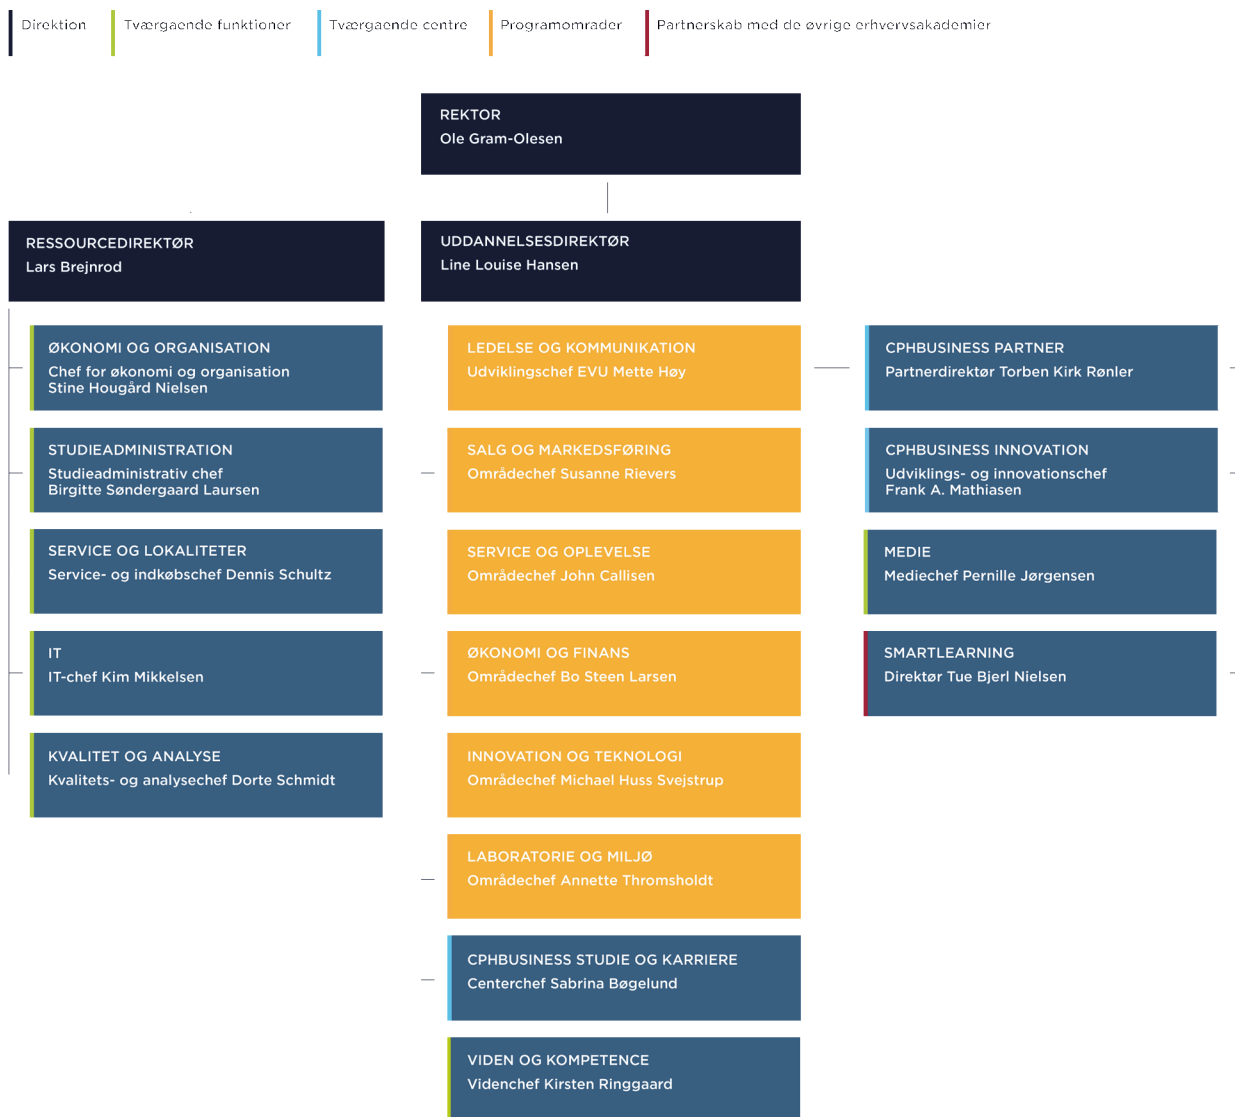 Direktion
Tværgaende funktioner
Tværgaende centre
Programomrader
Partnerskab med de øvrige erhvervsakademier
REKTOR
Ole Gram-Olesen
RESSOURCEDIREKTØR
Lars Brejnrod
UDDANNELSESDIREKTØR
Line Louise Hansen
ØKONOMI OG ORGANISATION
Chef for økonomi og organisation
Stine Hougård Nielsen
STUDIEADMINISTRATION
Studieadministrativ chef
Birgitte Søndergaard Laursen
SERVICE OG LOKALITETER
Service- og indkøbschef Dennis Schultz
IT
IT-chef Kim Mikkelsen
KVALITET OG ANALYSE
Kvalitets- og analysechef Dorte Schmidt
LEDELSE OG KOMMUNIKATION
Udviklingschef EVU Mette Høy
SALG OG MARKEDSFØRING
Områdechef Susanne Rievers
SERVICE OG OPLEVELSE
Områdechef John Callisen
ØKONOMI OG FINANS
Områdechef Bo Steen Larsen
INNOVATION OG TEKNOLOGI
Områdechef Michael Huss Svejstrup
LABORATORIE OG MILJØ
Områdechef Annette Thromsholdt
CPHBUSINESS STUDIE OG KARRIERE
Centerchef Sabrina Bøgelund
VIDEN OG KOMPETENCE
Videnchef Kirsten Ringgaard
CPHBUSINESS PARTNER
Partnerdirektør Torben Kirk Rønler
CPHBUSINESS INNOVATION
Udviklings- og innovationschef
Frank A. Mathiasen
MEDIE
Mediechef Pernille Jørgensen
SMARTLEARNING
Direktør Tue Bjerl Nielsen